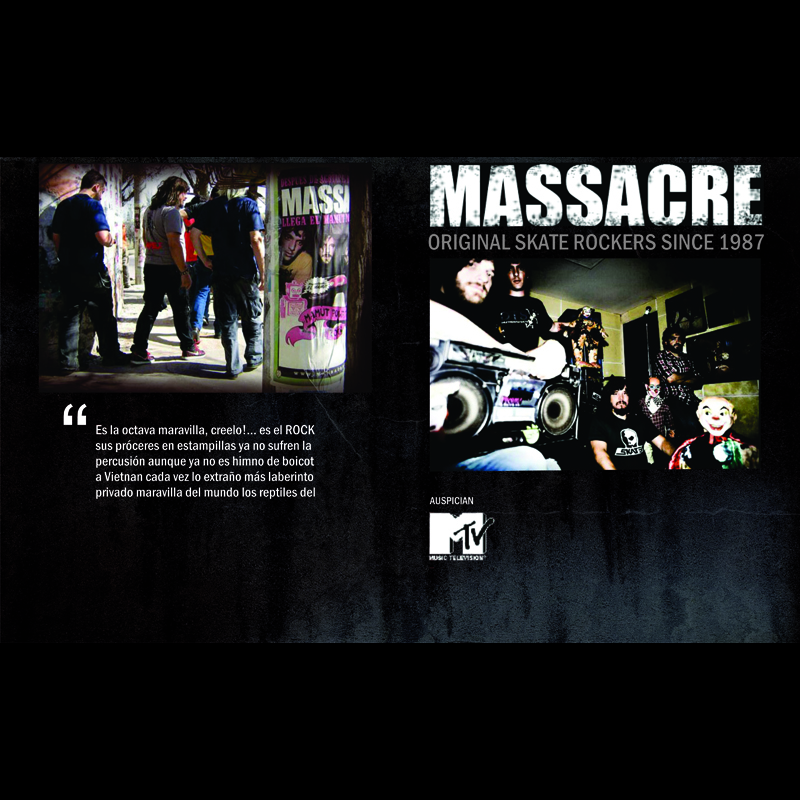 MASSA
LLEGA EL
“
Es la octava maravilla, creelo!... es el ROCK
sus próceres en estampillas ya no sufren la
percusión aunque ya no es himno de boicot
a Vietnan cada vez lo extraño más laberinto
privado maravilla del mundo los reptiles del
MASSACRE
ORIGINAL SKATE ROCKERS SINCE 1987
AUSPICIAN
MTV
MUSIC TELEVISION